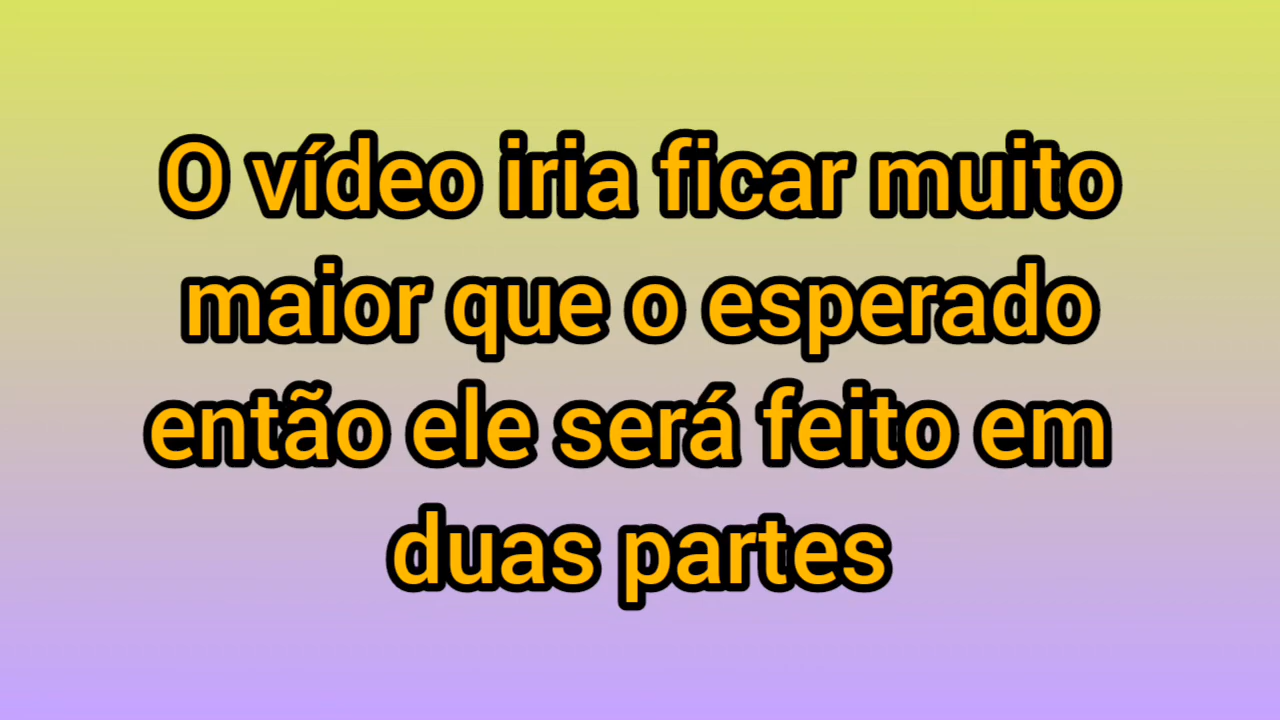 O vídeo iria ficar muito
maior que o esperado
então ele será feito em
duas partes